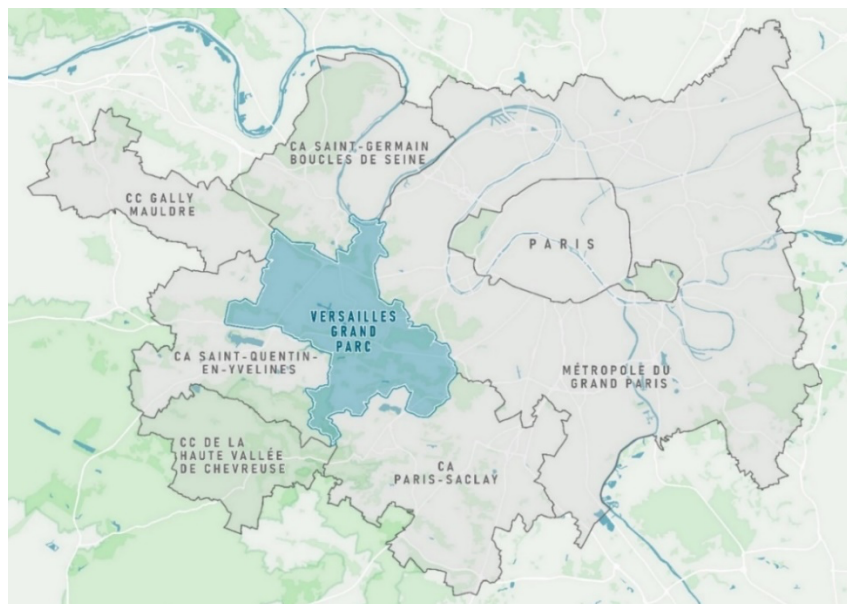 CA SAINT-GERMAIN
BOUCLES DE SEINE
CC GALLY
MAULDRE
PARIS
VERSAILLES
GRAND
PARC
CA SAINT-QUENTIN-
EN-YVELINES
MÉTROPOLE DU
GRAND PARIS
CC DE LA
HAUTE VALLÉE
DE CHEVREUSE
CA
PARIS-SACLAY